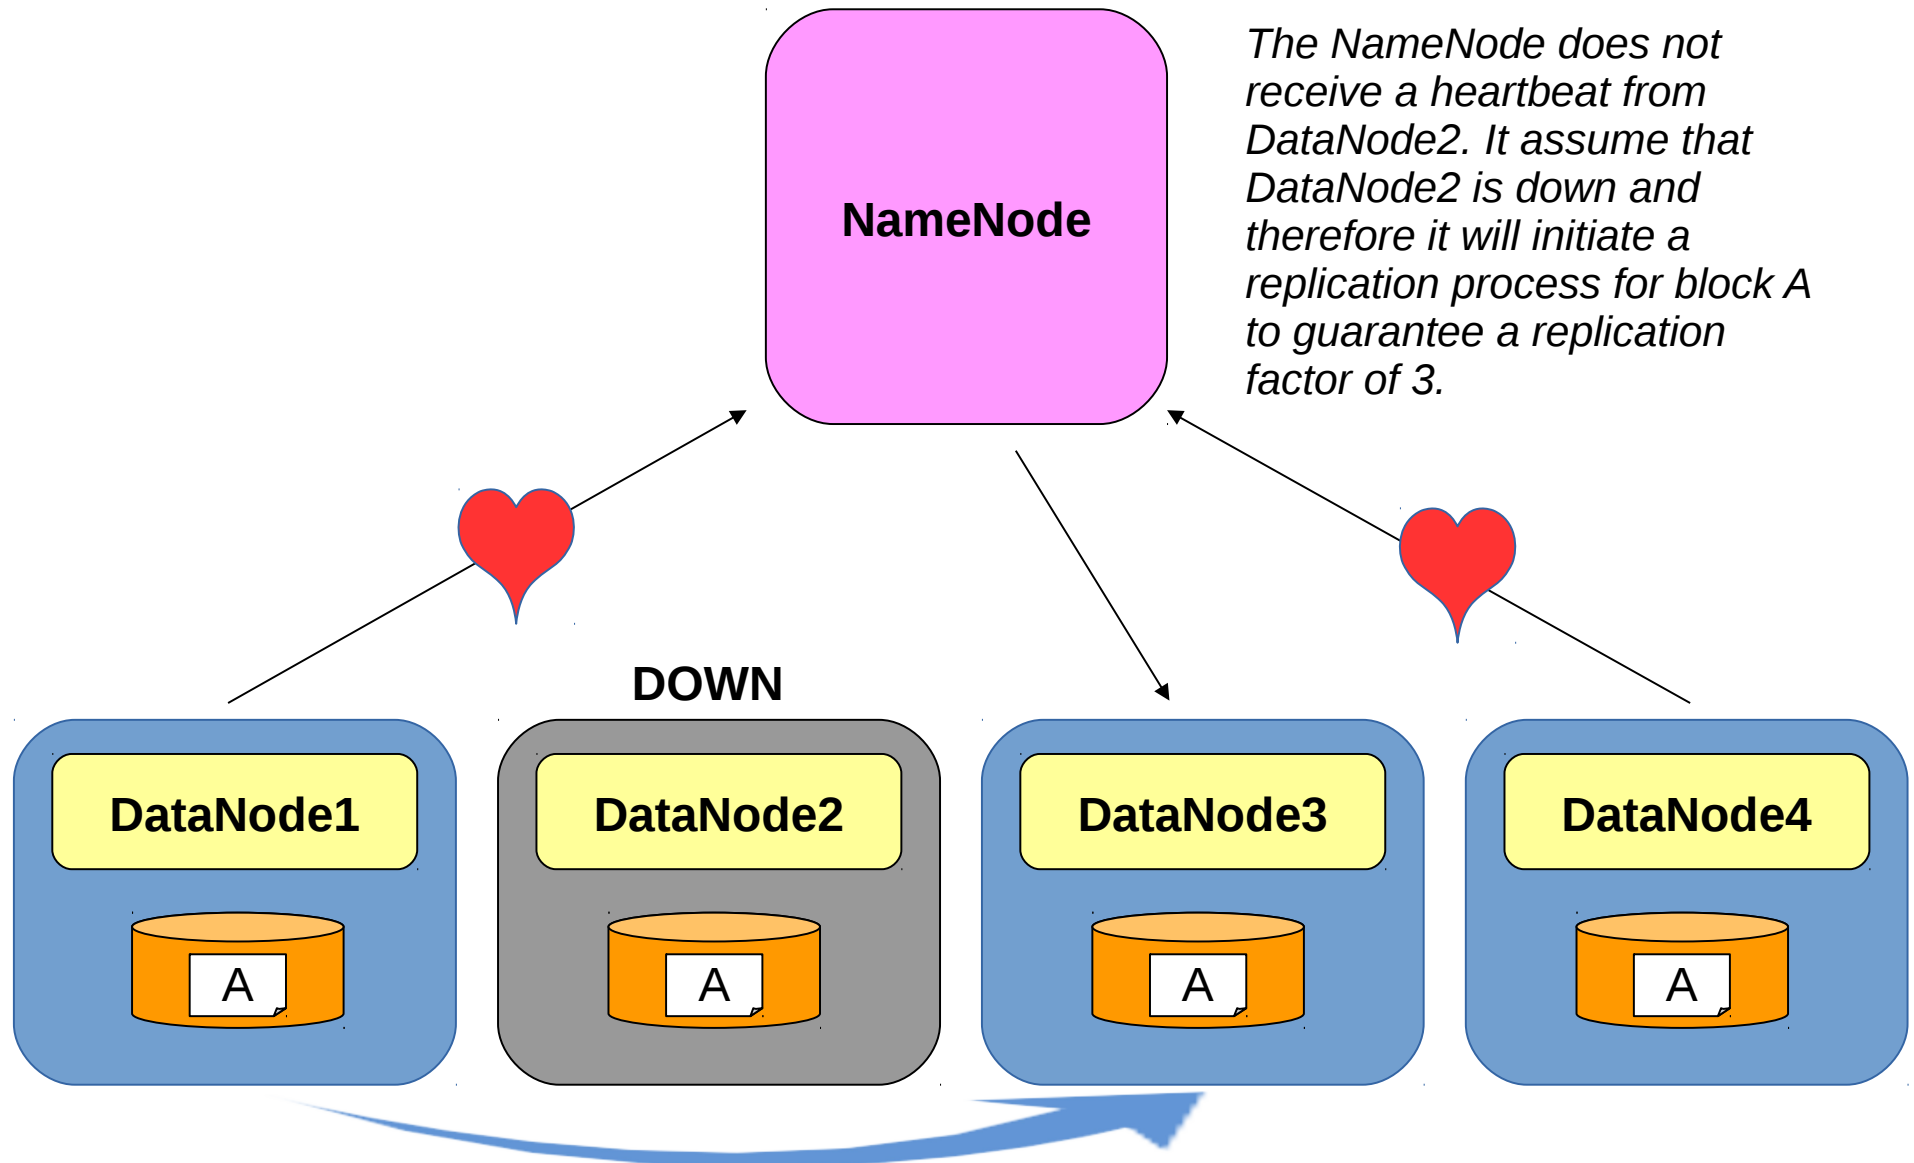 NameNode
The NameNode does not
receive a heartbeat from
DataNode2. It assume that
DataNode2 is down and
therefore it will initiate a
replication process for block A
to guarantee a replication
factor of 3.
DOWN
DataNode1
DataNode2
DataNode3
DataNode4
A
A
A
A